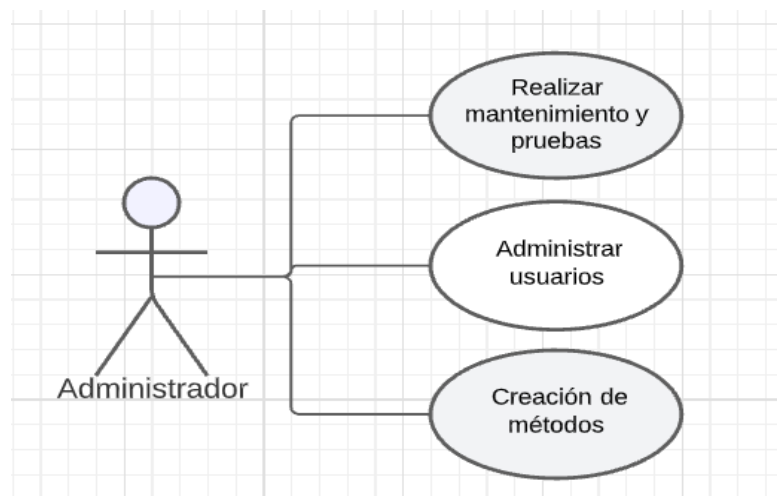 Realizar
mantenimiento y
pruebas
Administrar
usuarios
Administrador
Creación de
métodos